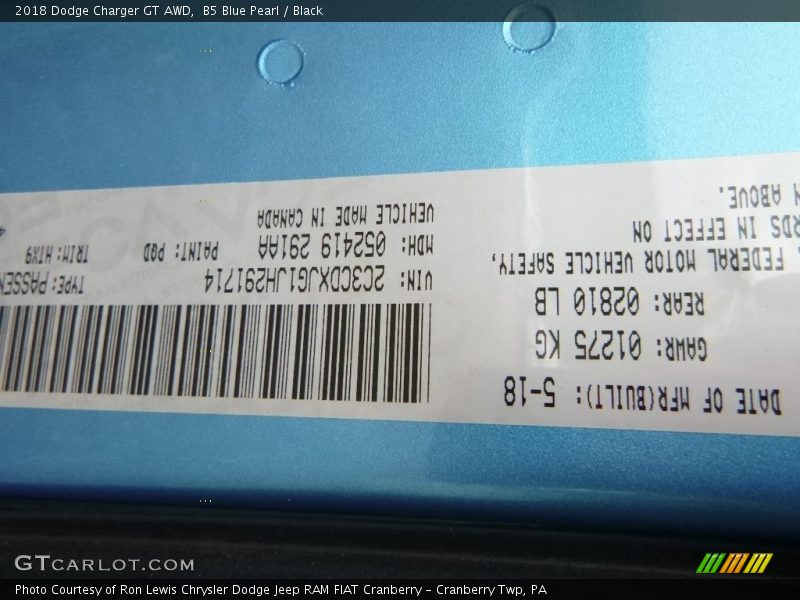 2018 Dodge Charger GT AWD, B5 Blue Pearl / Black
DATE OF MFR(BUILT): 5-18
GAWR: 01275 KG
REAR: 02810 LB
FEDERAL MOTOR VEHICLE SAFETY,
IN EFFECT ON
ABOVE.
VIN: 2C3CDXJG1JH291714
TYPE:
MDH: 052419 291AA
PAINT: PQD
TRIM: HTX9
VEHICLE MADE IN CANADA
GTCARLOT.COM
Photo Courtesy of Ron Lewis Chrysler Dodge Jeep RAM FIAT Cranberry – Cranberry Twp, PA